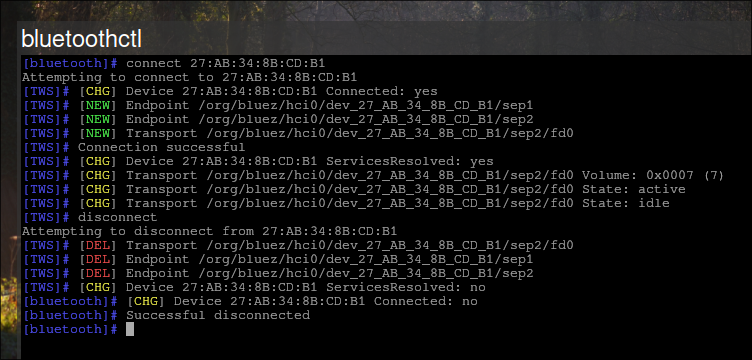 bluetoothctl
[bluetooth]# connect 27:AB:34:8B:CD:B1
Attempting to connect to 27:AB:34:8B:CD:B1
[TWS]# [CHG] Device 27:AB:34:8B:CD:B1 Connected: yes
[TWS]# [NEW] Endpoint /org/bluez/hci0/dev_27_AB_34_8B_CD_B1/sep1
[TWS]# [NEW] Endpoint /org/bluez/hci0/dev_27_AB_34_8B_CD_B1/sep2
[TWS]# [NEW] Transport /org/bluez/hci0/dev_27_AB_34_8B_CD_B1/sep2/fd0
[TWS]# Connection successful
[TWS]# [CHG] Device 27:AB:34:8B:CD:B1 ServicesResolved: yes
[TWS]# [CHG] Transport /org/bluez/hci0/dev_27_AB_34_8B_CD_B1/sep2/fd0 Volume: 0x0007 (7)
[TWS]# [CHG] Transport /org/bluez/hci0/dev_27_AB_34_8B_CD_B1/sep2/fd0 State: active
[TWS]# [CHG] Transport /org/bluez/hci0/dev_27_AB_34_8B_CD_B1/sep2/fd0 State: idle
[TWS]# disconnect
Attempting to disconnect from 27:AB:34:8B:CD:B1
[TWS]# [DEL] Transport /org/bluez/hci0/dev_27_AB_34_8B_CD_B1/sep2/fd0
[TWS]# [DEL] Endpoint /org/bluez/hci0/dev_27_AB_34_8B_CD_B1/sep1
[TWS]# [DEL] Endpoint /org/bluez/hci0/dev_27_AB_34_8B_CD_B1/sep2
[TWS]# [CHG] Device 27:AB:34:8B:CD:B1 ServicesResolved: no
[bluetooth]# [CHG] Device 27:AB:34:8B:CD:B1 Connected: no
[bluetooth]# Successful disconnected
[bluetooth]#